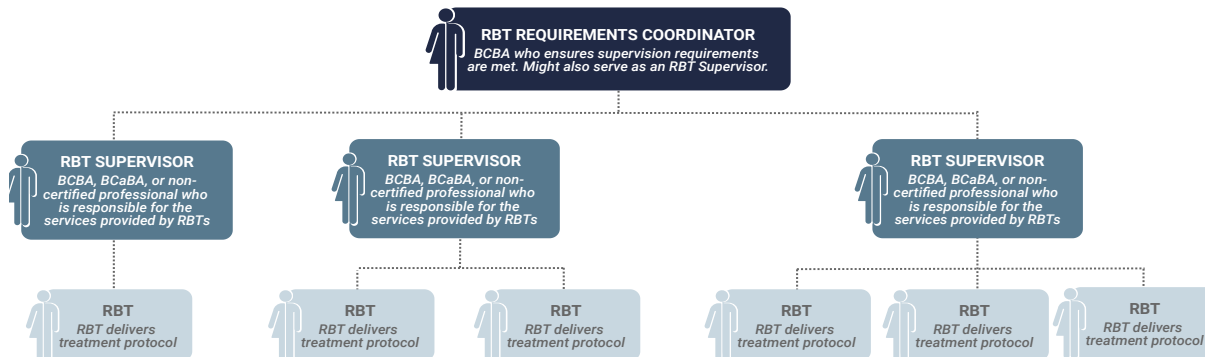 RBT REQUIREMENTS COORDINATOR
BCBA who ensures supervision requirements
are met. Might also serve as an RBT Supervisor.
RBT SUPERVISOR
BCBA, BCaBA, or non-
certified professional who
is responsible for the
services provided by RBTs
RBT SUPERVISOR
BCBA, BCaBA, or non-
certified professional who
is responsible for the
services provided by RBTs
RBT SUPERVISOR
BCBA, BCaBA, or non-
certified professional who
is responsible for the
services provided by RBTs
RBT
RBT delivers
treatment protocol
RBT
RBT delivers
treatment protocol
RBT
RBT delivers
treatment protocol
RBT
RBT delivers
treatment protocol
RBT
RBT delivers
treatment protocol
RBT
RBT delivers
treatment protocol